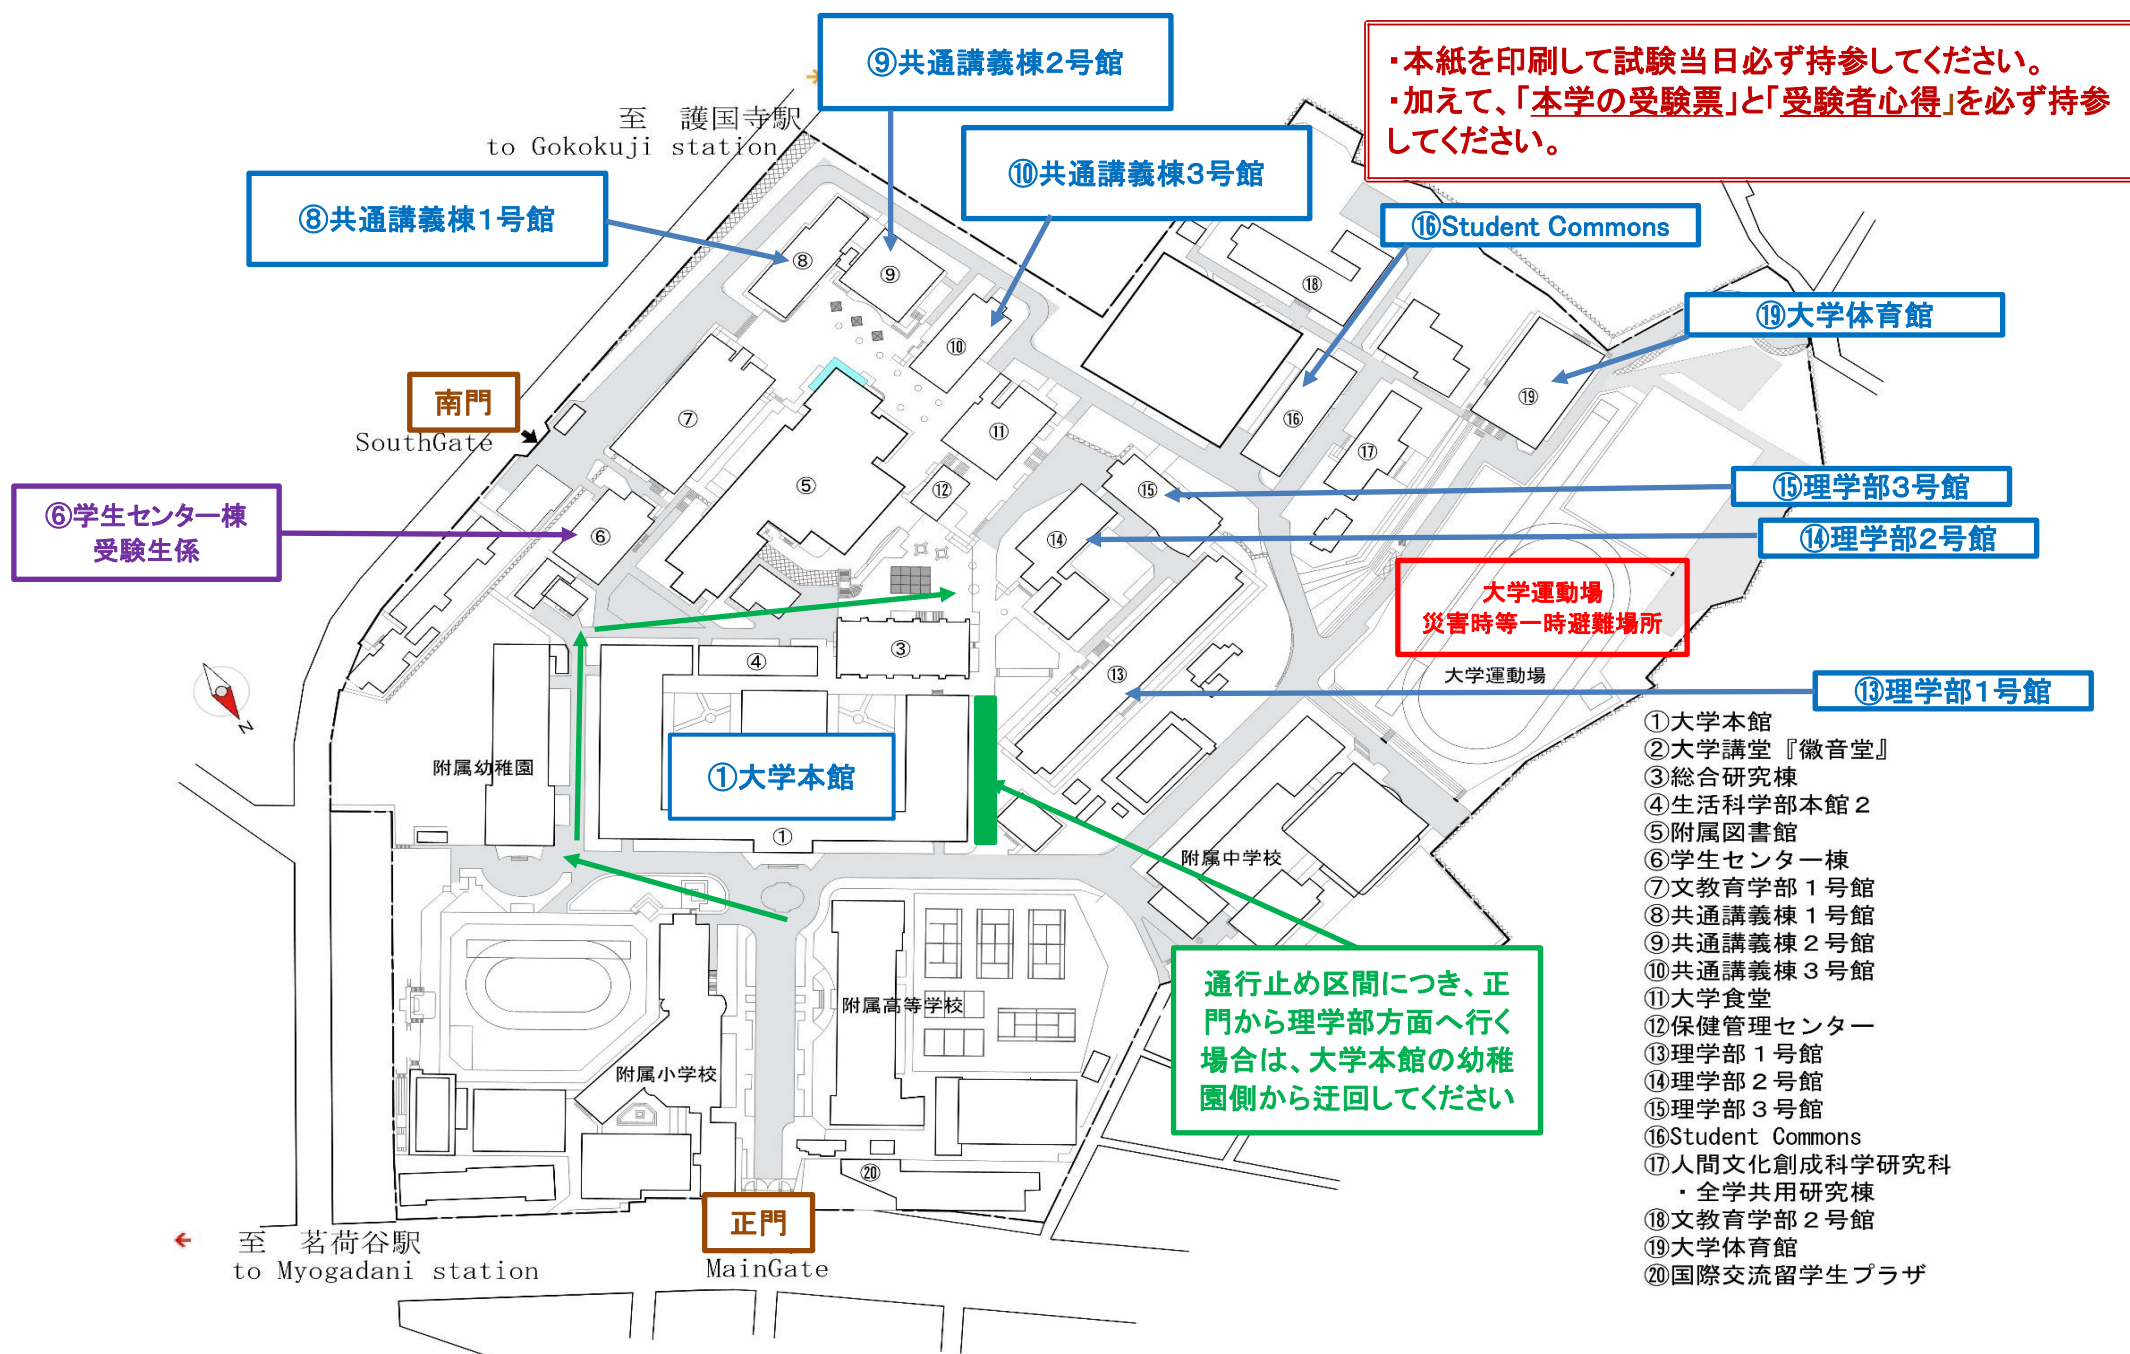 ⑨共通講義棟2号館
・本紙を印刷して試験当日必ず持参してください。
・加えて、「本学の受験票」と「受験者心得」を必ず持参
してください。
至 護国寺駅
to Gokokuji station
⑩共通講義棟3号館
⑧共通講義棟1号館
⑯Student Commons
⑧
⑨
⑱
⑲大学体育館
⑩
南門
SouthGate
⑦
⑪
⑯
⑲
⑰
⑤
⑫
⑮
⑮理学部3号館
⑥学生センター棟
受験生係
⑥
⑭
⑭理学部2号館
大学運動場
災害時等一時避難場所
③
④
⑬
大学運動場
⑬理学部1号館
N
附属幼稚園
①大学本館
①
附属中学校
①大学本館
②大学講堂『徽音堂』
③総合研究棟
④生活科学部本館2
⑤附属図書館
⑥学生センター棟
⑦文教育学部1号館
⑧共通講義棟1号館
⑨共通講義棟2号館
⑩共通講義棟3号館
⑪大学食堂
⑫保健管理センター
⑬理学部1号館
⑭理学部2号館
⑮理学部3号館
⑯Student Commons
⑰人間文化創成科学研究科
・全学共用研究棟
⑱文教育学部2号館
⑲大学体育館
⑳国際交流留学生プラザ
通行止め区間につき、正
門から理学部方面へ行く
場合は、大学本館の幼稚
園側から迂回してください
附属高等学校
附属小学校
⑳
正門
MainGate
至 茗荷谷駅
to Myogadani station